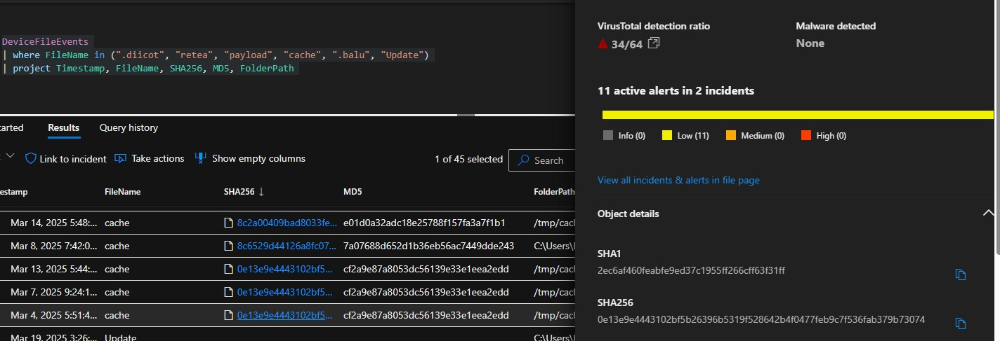 DeviceFileEvents
| where FileName in (".diicot", "retea", "payload", "cache", ".balu", "Update")
| project Timestamp, FileName, SHA256, MD5, FolderPath
tarted Results Query history
Link to incident Take actions Show empty columns 1 of 45 selected Search
estamp FileName SHA256 ↓ MD5 FolderPath
Mar 14, 2025 5:48:... cache 8c2a00409bad8033fe... e01d0a32adc18e25788f157fa3a7f1b1 /tmp/cac
Mar 8, 2025 7:42:0... cache 8c6529d44126a8fc07... 7a07688d652d1b36eb56ac7449dde243 C:\Users\
Mar 13, 2025 5:44:... cache 0e13e9e4443102bf5... cf2a9e87a8053dc56139e33e1eea2edd /tmp/cac
Mar 7, 2025 9:24:1... cache 0e13e9e4443102bf5... cf2a9e87a8053dc56139e33e1eea2edd /tmp/cac
Mar 4, 2025 5:51:4... cache 0e13e9e4443102bf5... cf2a9e87a8053dc56139e33e1eea2edd /tmp/cac
Mar 19, 2025 3:26:... Update C:\Users\
VirusTotal detection ratio Malware detected
34/64 None
11 active alerts in 2 incidents
Info (0) Low (11) Medium (0) High (0)
View all incidents & alerts in file page
Object details
SHA1
2ec6af460feabfe9ed37c1955ff266cff63f31ff
SHA256
0e13e9e4443102bf5b26396b5319f528642b4f0477feb9c7f536fab379b73074